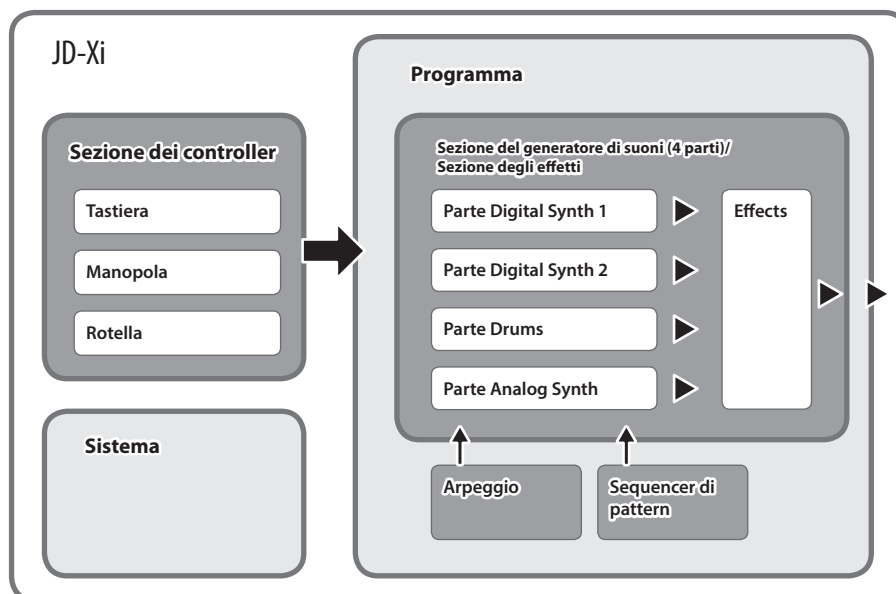 JD-Xi
Sezione dei controller
Tastiera
Manopola
Rotella
Sistema
Programma
Sezione del generatore di suoni (4 parti)/
Sezione degli effetti
Parte Digital Synth 1
Parte Digital Synth 2
Parte Drums
Parte Analog Synth
Effects
Arpeggio
Sequencer di
pattern